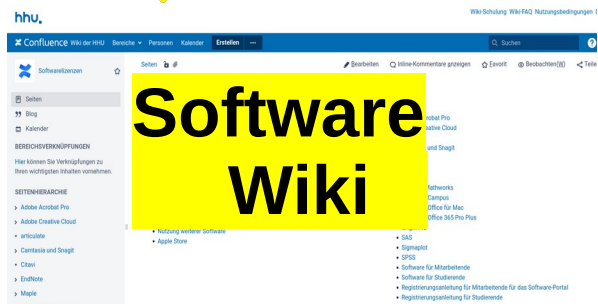 hhu.
Wiki-Schulung Wiki-FAQ Nutzungsbedingungen
Confluence Wiki der HHU Bereiche Personen Kalender Erstellen ... Suchen ?
Softwarelizenzen
Seiten
Bearbeiten Inline-Kommentare anzeigen Favorit Beobachten(W) Teile
Seiten
Blog
Kalender
BEREICHSVERKNÜPFUNGEN
Hier können Sie Verknüpfungen zu
Ihren wichtigsten Inhalten vornehmen.
SEITENHIERARCHIE
Adobe Acrobat Pro
Adobe Creative Cloud
articulate
Camtasia und Snagit
Citavi
EndNote
Maple
Software
Wiki
Nutzung weiterer Software
Apple Store
robat Pro
Cloud
und Snagit
Mathworks
Campus
Office für Mac
Office 365 Pro Plus
SAS
Sigmaplot
SPSS
Software für Mitarbeitende
Software für Studierende
Registrierungsanleitung für Mitarbeitende für das Software-Portal
Registrierungsanleitung für Studierende